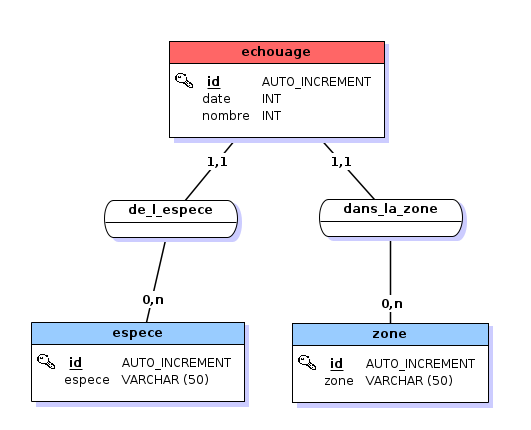 echouage
id AUTO_INCREMENT
date INT
nombre INT
1,1 1,1
de_l_espece dans_la_zone
0,n 0,n
espece
id AUTO_INCREMENT
espece VARCHAR (50)
zone
id AUTO_INCREMENT
zone VARCHAR (50)